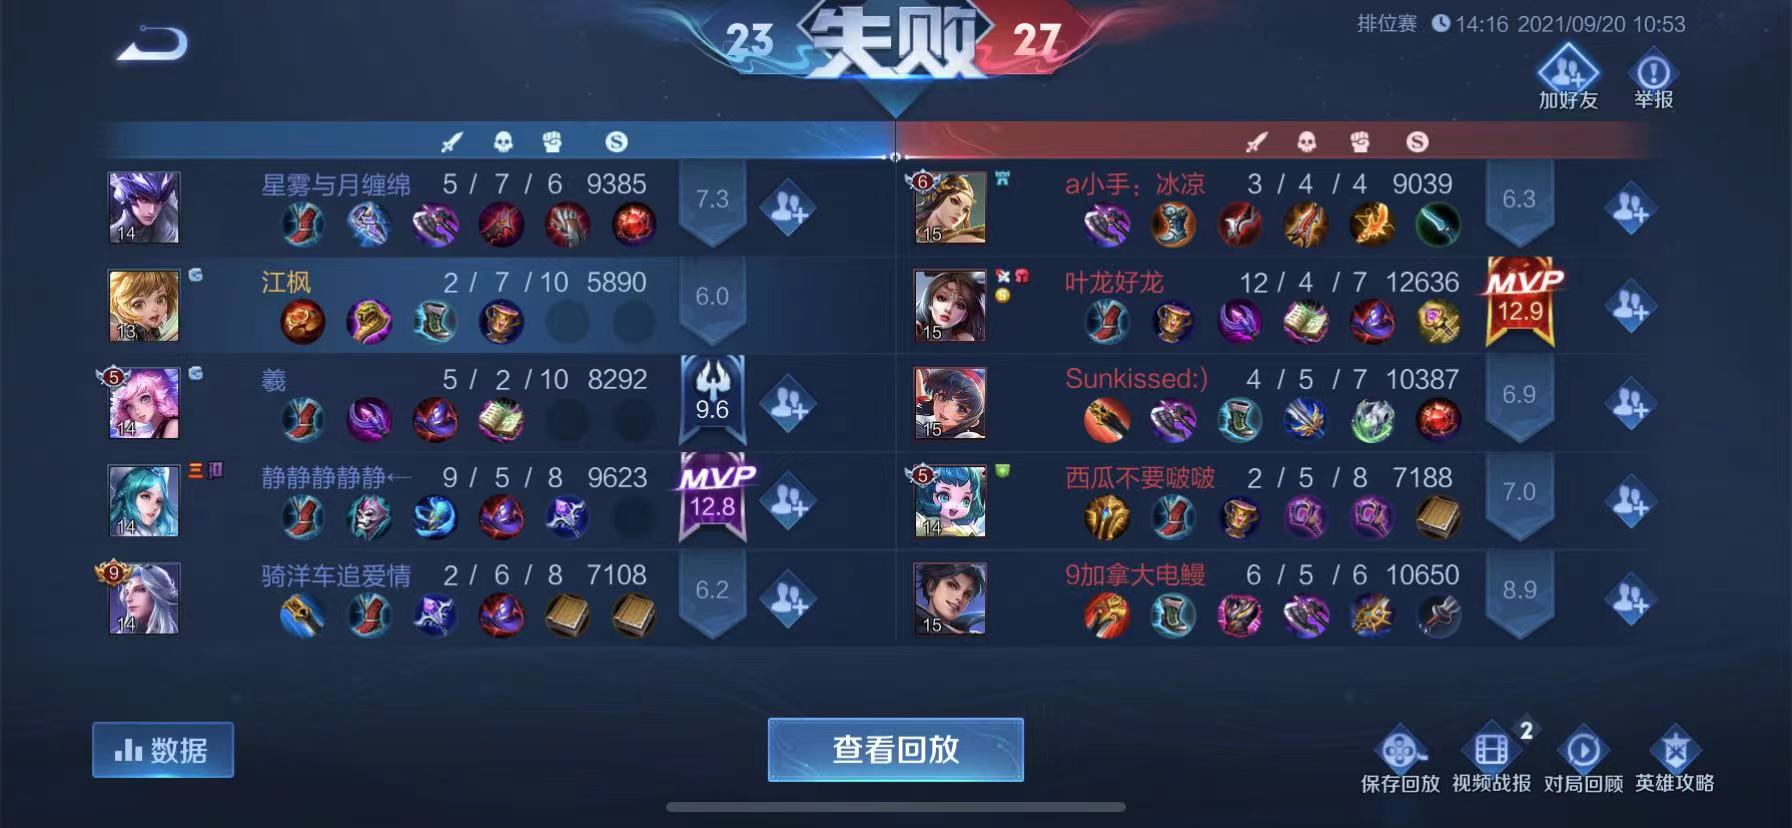 23 失败 27
排位赛 14:16 2021/09/20 10:53
加好友 举报
星雾与月缠绵 5 / 7 / 6 9385 7.3
14
江枫 2 / 7 / 10 5890 6.0
13
5 羲 5 / 2 / 10 8292 9.6
14
三
静静静静静← 9 / 5 / 8 9623 MVP 12.8
14
9 骑洋车追爱情 2 / 6 / 8 7108 6.2
14
6 a小手；冰凉 3 / 4 / 4 9039 6.3
15
叶龙好龙 12 / 4 / 7 12636 MVP 12.9
15
Sunkissed:) 4 / 5 / 7 10387 6.9
15
5 西瓜不要啵啵 2 / 5 / 8 7188 7.0
14
9加拿大电鳗 6 / 5 / 6 10650 8.9
15
数据
查看回放
2
保存回放 视频战报 对局回顾 英雄攻略